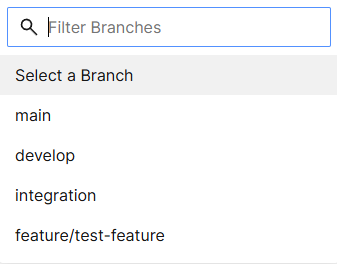 Filter Branches
Select a Branch
main
develop
integration
feature/test-feature